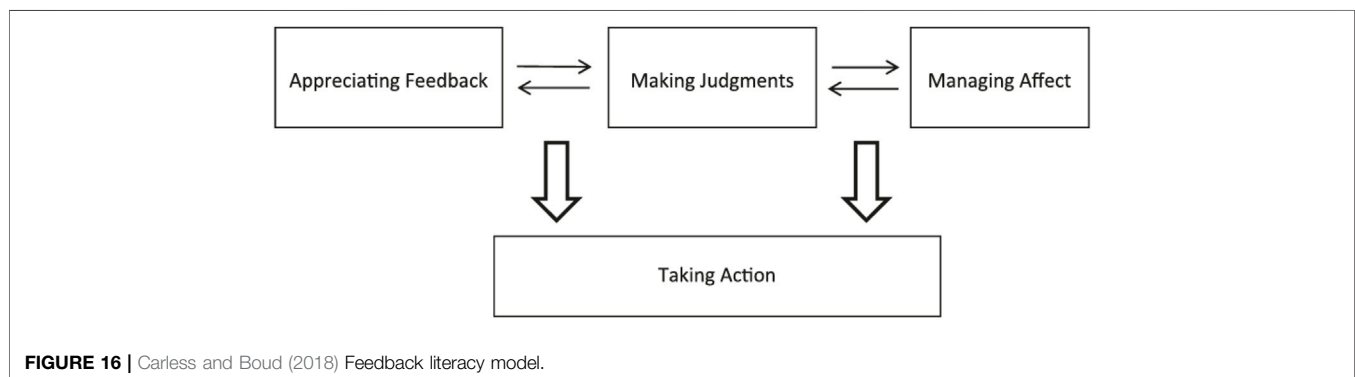 Appreciating Feedback
Making Judgments
Managing Affect
Taking Action
FIGURE 16 | Carless and Boud (2018) Feedback literacy model.